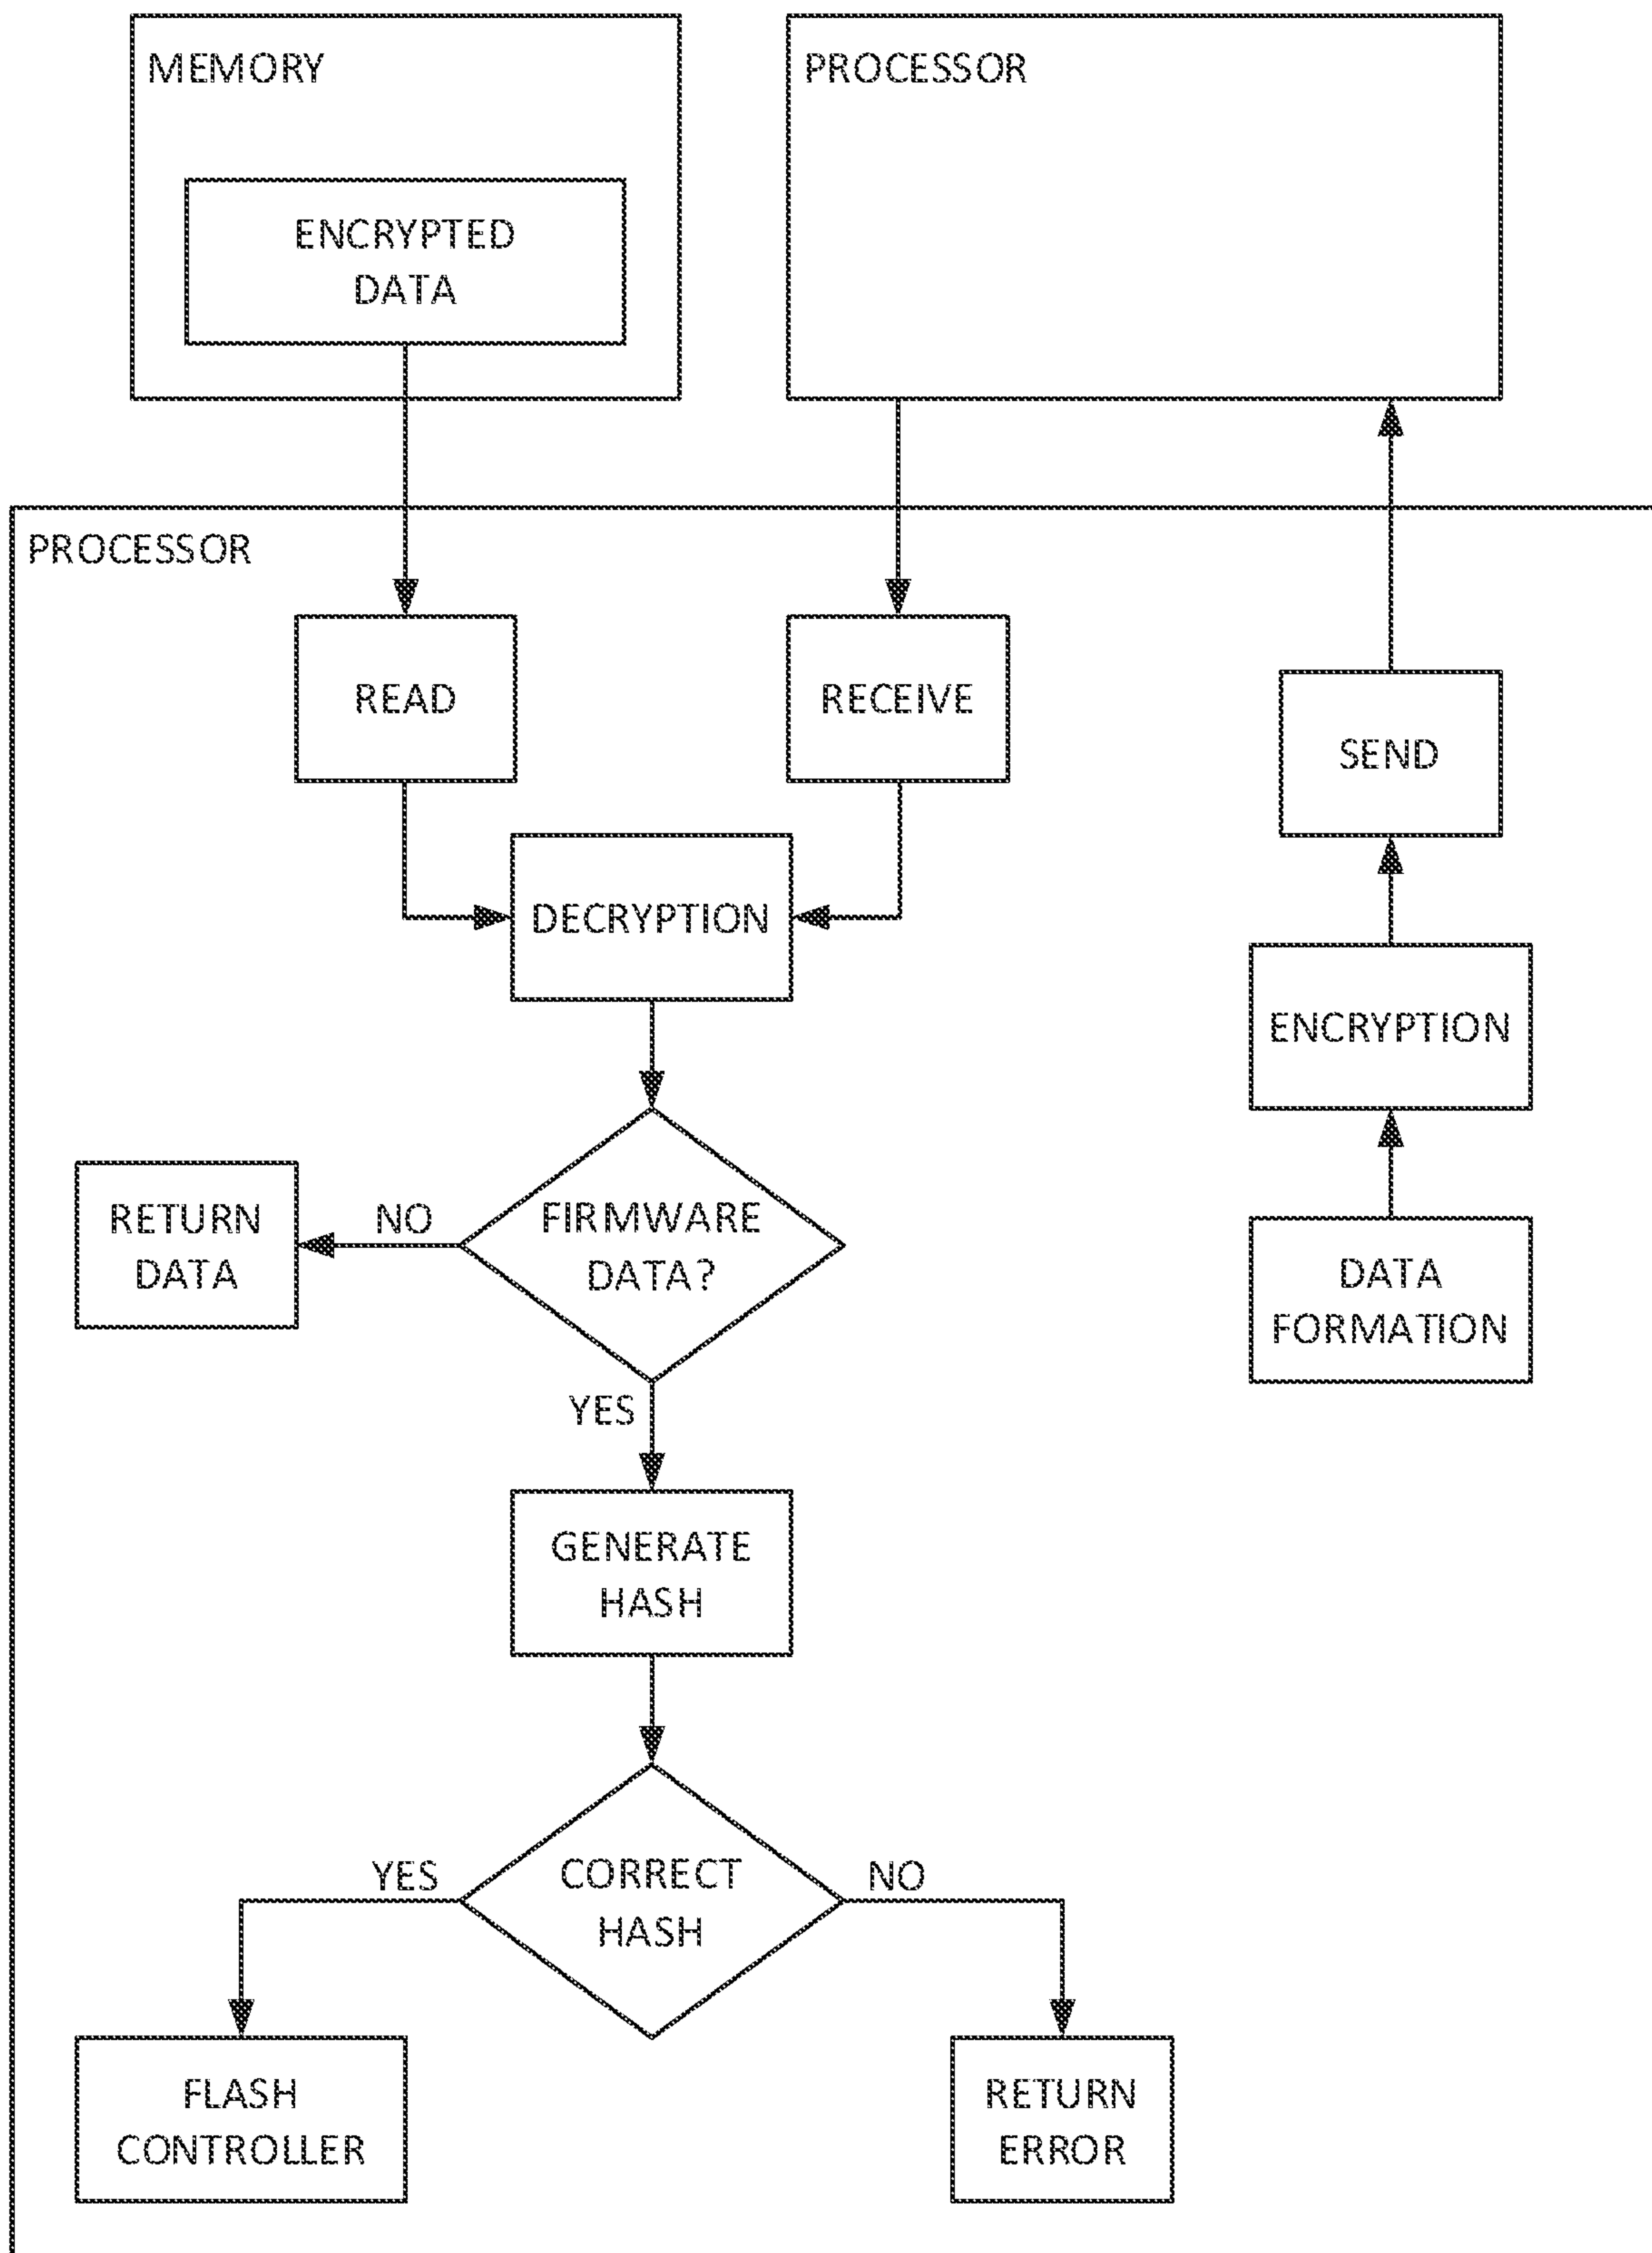 MEMORY
PROCESSOR
ENCRYPTED
DATA
PROCESSOR
READ
RECEIVE
SEND
DECRYPTION
ENCRYPTION
RETURN
DATA
NO
FIRMWARE
DATA?
DATA
FORMATION
YES
GENERATE
HASH
YES
CORRECT
HASH
NO
FLASH
CONTROLLER
RETURN
ERROR